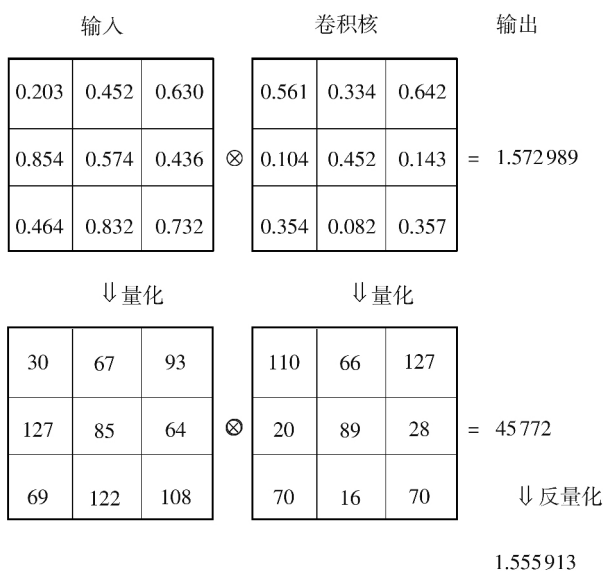 输入 卷积核 输出
0.203 0.452 0.630 0.561 0.334 0.642
0.854 0.574 0.436 ⊗ 0.104 0.452 0.143 = 1.572989
0.464 0.832 0.732 0.354 0.082 0.357
⇓量化 ⇓量化
30 67 93 110 66 127
127 85 64 ⊗ 20 89 28 = 45772
69 122 108 70 16 70
⇓反量化
1.555913